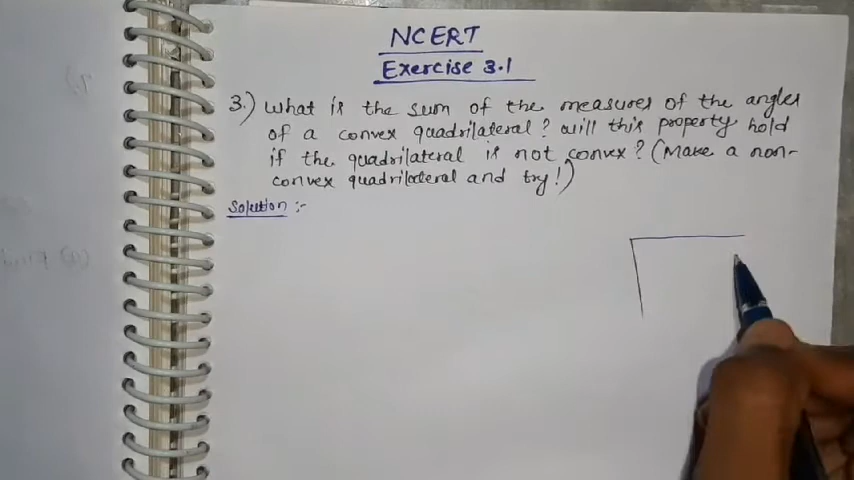 NCERT
Exercise 3.1
3.) What is the sum of the measures of the angles
of a convex quadrilateral? Will this property hold
if the quadrilateral is not convex? (Make a non-
convex quadrilateral and try!)
Solution :-